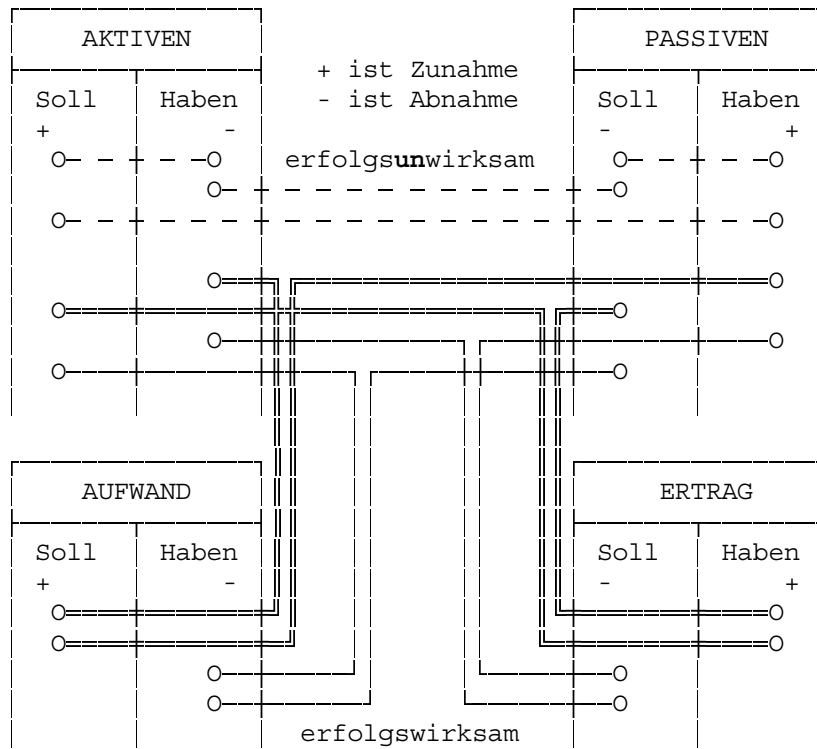 AKTIVEN PASSIVEN
+ ist Zunahme
Soll Haben - ist Abnahme Soll Haben
+ - - +
erfolgsunwirksam
AUFWAND ERTRAG
Soll Haben Soll Haben
+ - - +
erfolgswirksam